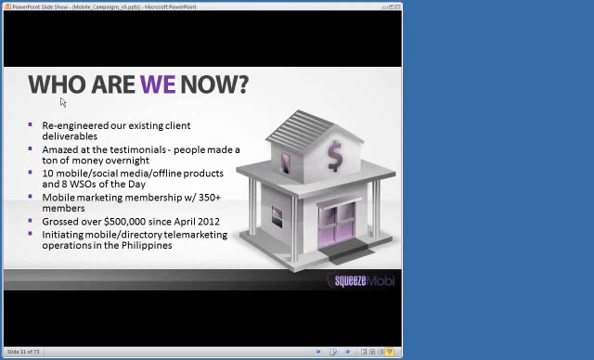 PowerPoint Slide Show - [Mobile_Campaigns_v5.pptx] - Microsoft PowerPoint
WHO ARE WE NOW?
Re-engineered our existing client
deliverables
Amazed at the testimonials - people made a
ton of money overnight
10 mobile/social media/offline products
and 8 WSOs of the Day
Mobile marketing membership w/ 350+
members
Grossed over $500,000 since April 2012
Initiating mobile/directory telemarketing
operations in the Philippines
$
squeezeMobi
Slide 11 of 73